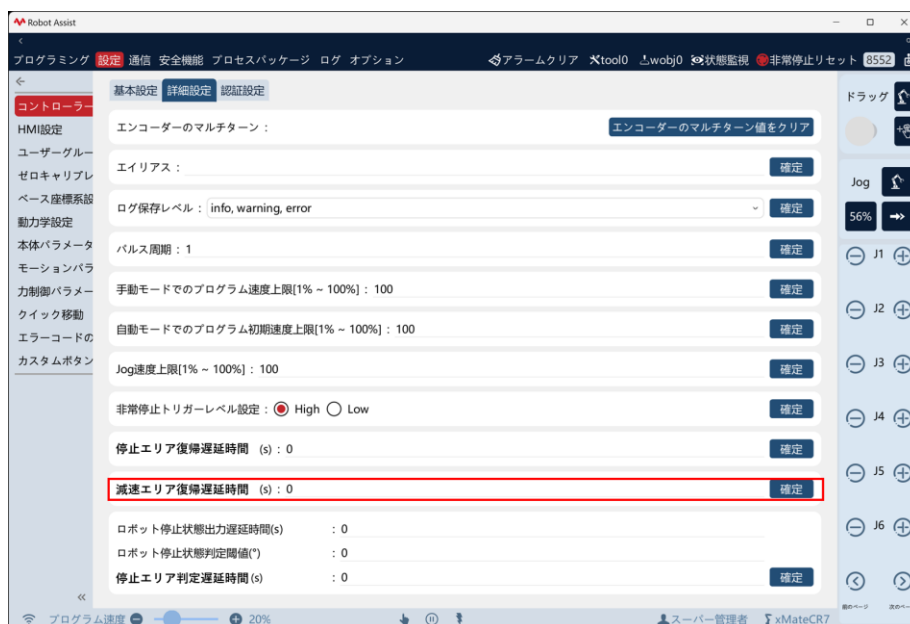 Robot Assist
プログラミング 設定 通信 安全機能 プロセスパッケージ ログ オプション アラームクリア tool0 wobj0 状態監視 非常停止リセット 8552
基本設定 詳細設定 認証設定
コントローラー
HMI設定
ユーザーグルー
ゼロキャリブレ
ベース座標系設
動力学設定
本体パラメータ
モーションパラ
力制御パラメー
クイック移動
エラーコードの
カスタムボタン
エンコーダーのマルチターン : エンコーダーのマルチターン値をクリア
エイリアス : 確定
ログ保存レベル : info, warning, error 確定
パルス周期 : 1 確定
手動モードでのプログラム速度上限[1% ~ 100%] : 100 確定
自動モードでのプログラム初期速度上限[1% ~ 100%] : 100 確定
Jog速度上限[1% ~ 100%] : 100 確定
非常停止トリガーレベル設定 : High Low 確定
停止エリア復帰遅延時間 (s) : 0 確定
減速エリア復帰遅延時間 (s) : 0 確定
ロボット停止状態出力遅延時間(s) : 0
ロボット停止状態判定閾値(°) : 0
停止エリア判定遅延時間(s) : 0 確定
ドラッグ
Jog
56%
J1
J2
J3
J4
J5
J6
前のページ 次のペー
プログラム速度 20% スーパー管理者 xMateCR7